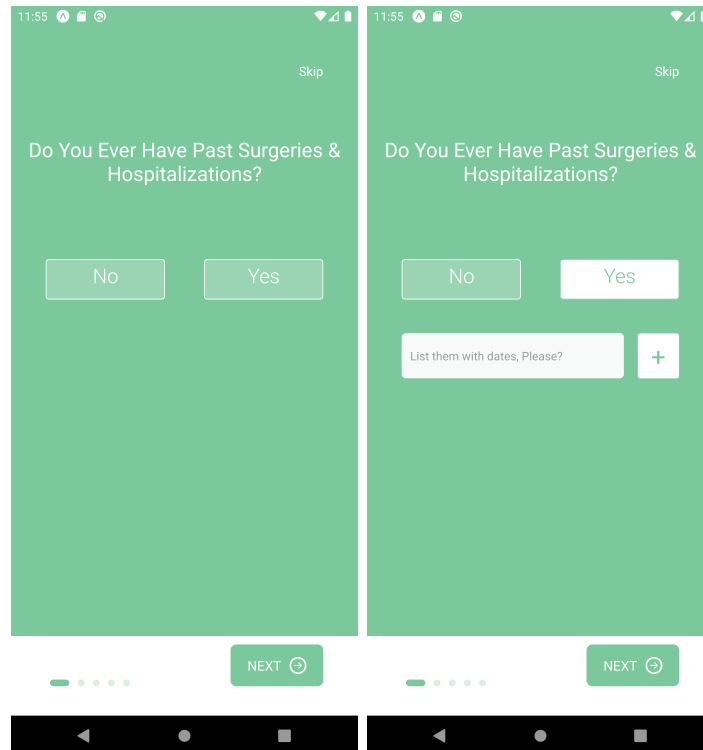 11:55
Skip
Do You Ever Have Past Surgeries &
Hospitalizations?
No
Yes
NEXT
11:55
Skip
Do You Ever Have Past Surgeries &
Hospitalizations?
No
Yes
List them with dates, Please?
+
NEXT